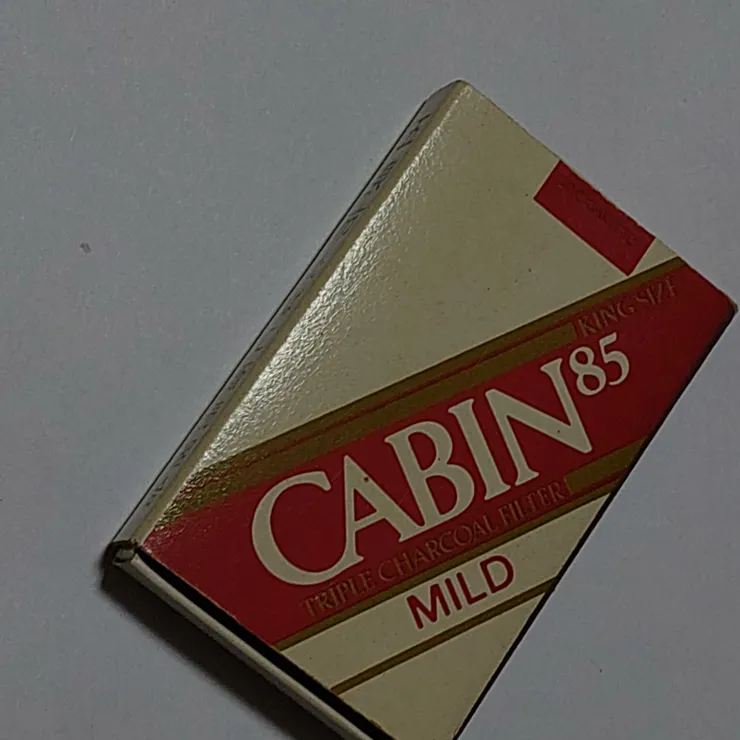 KING SIZE
CABIN85
TRIPLE CHARCOAL FILTER
MILD